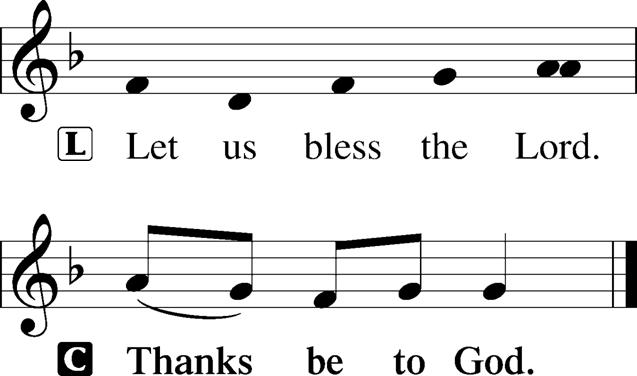 L Let us bless the Lord.
C Thanks be to God.